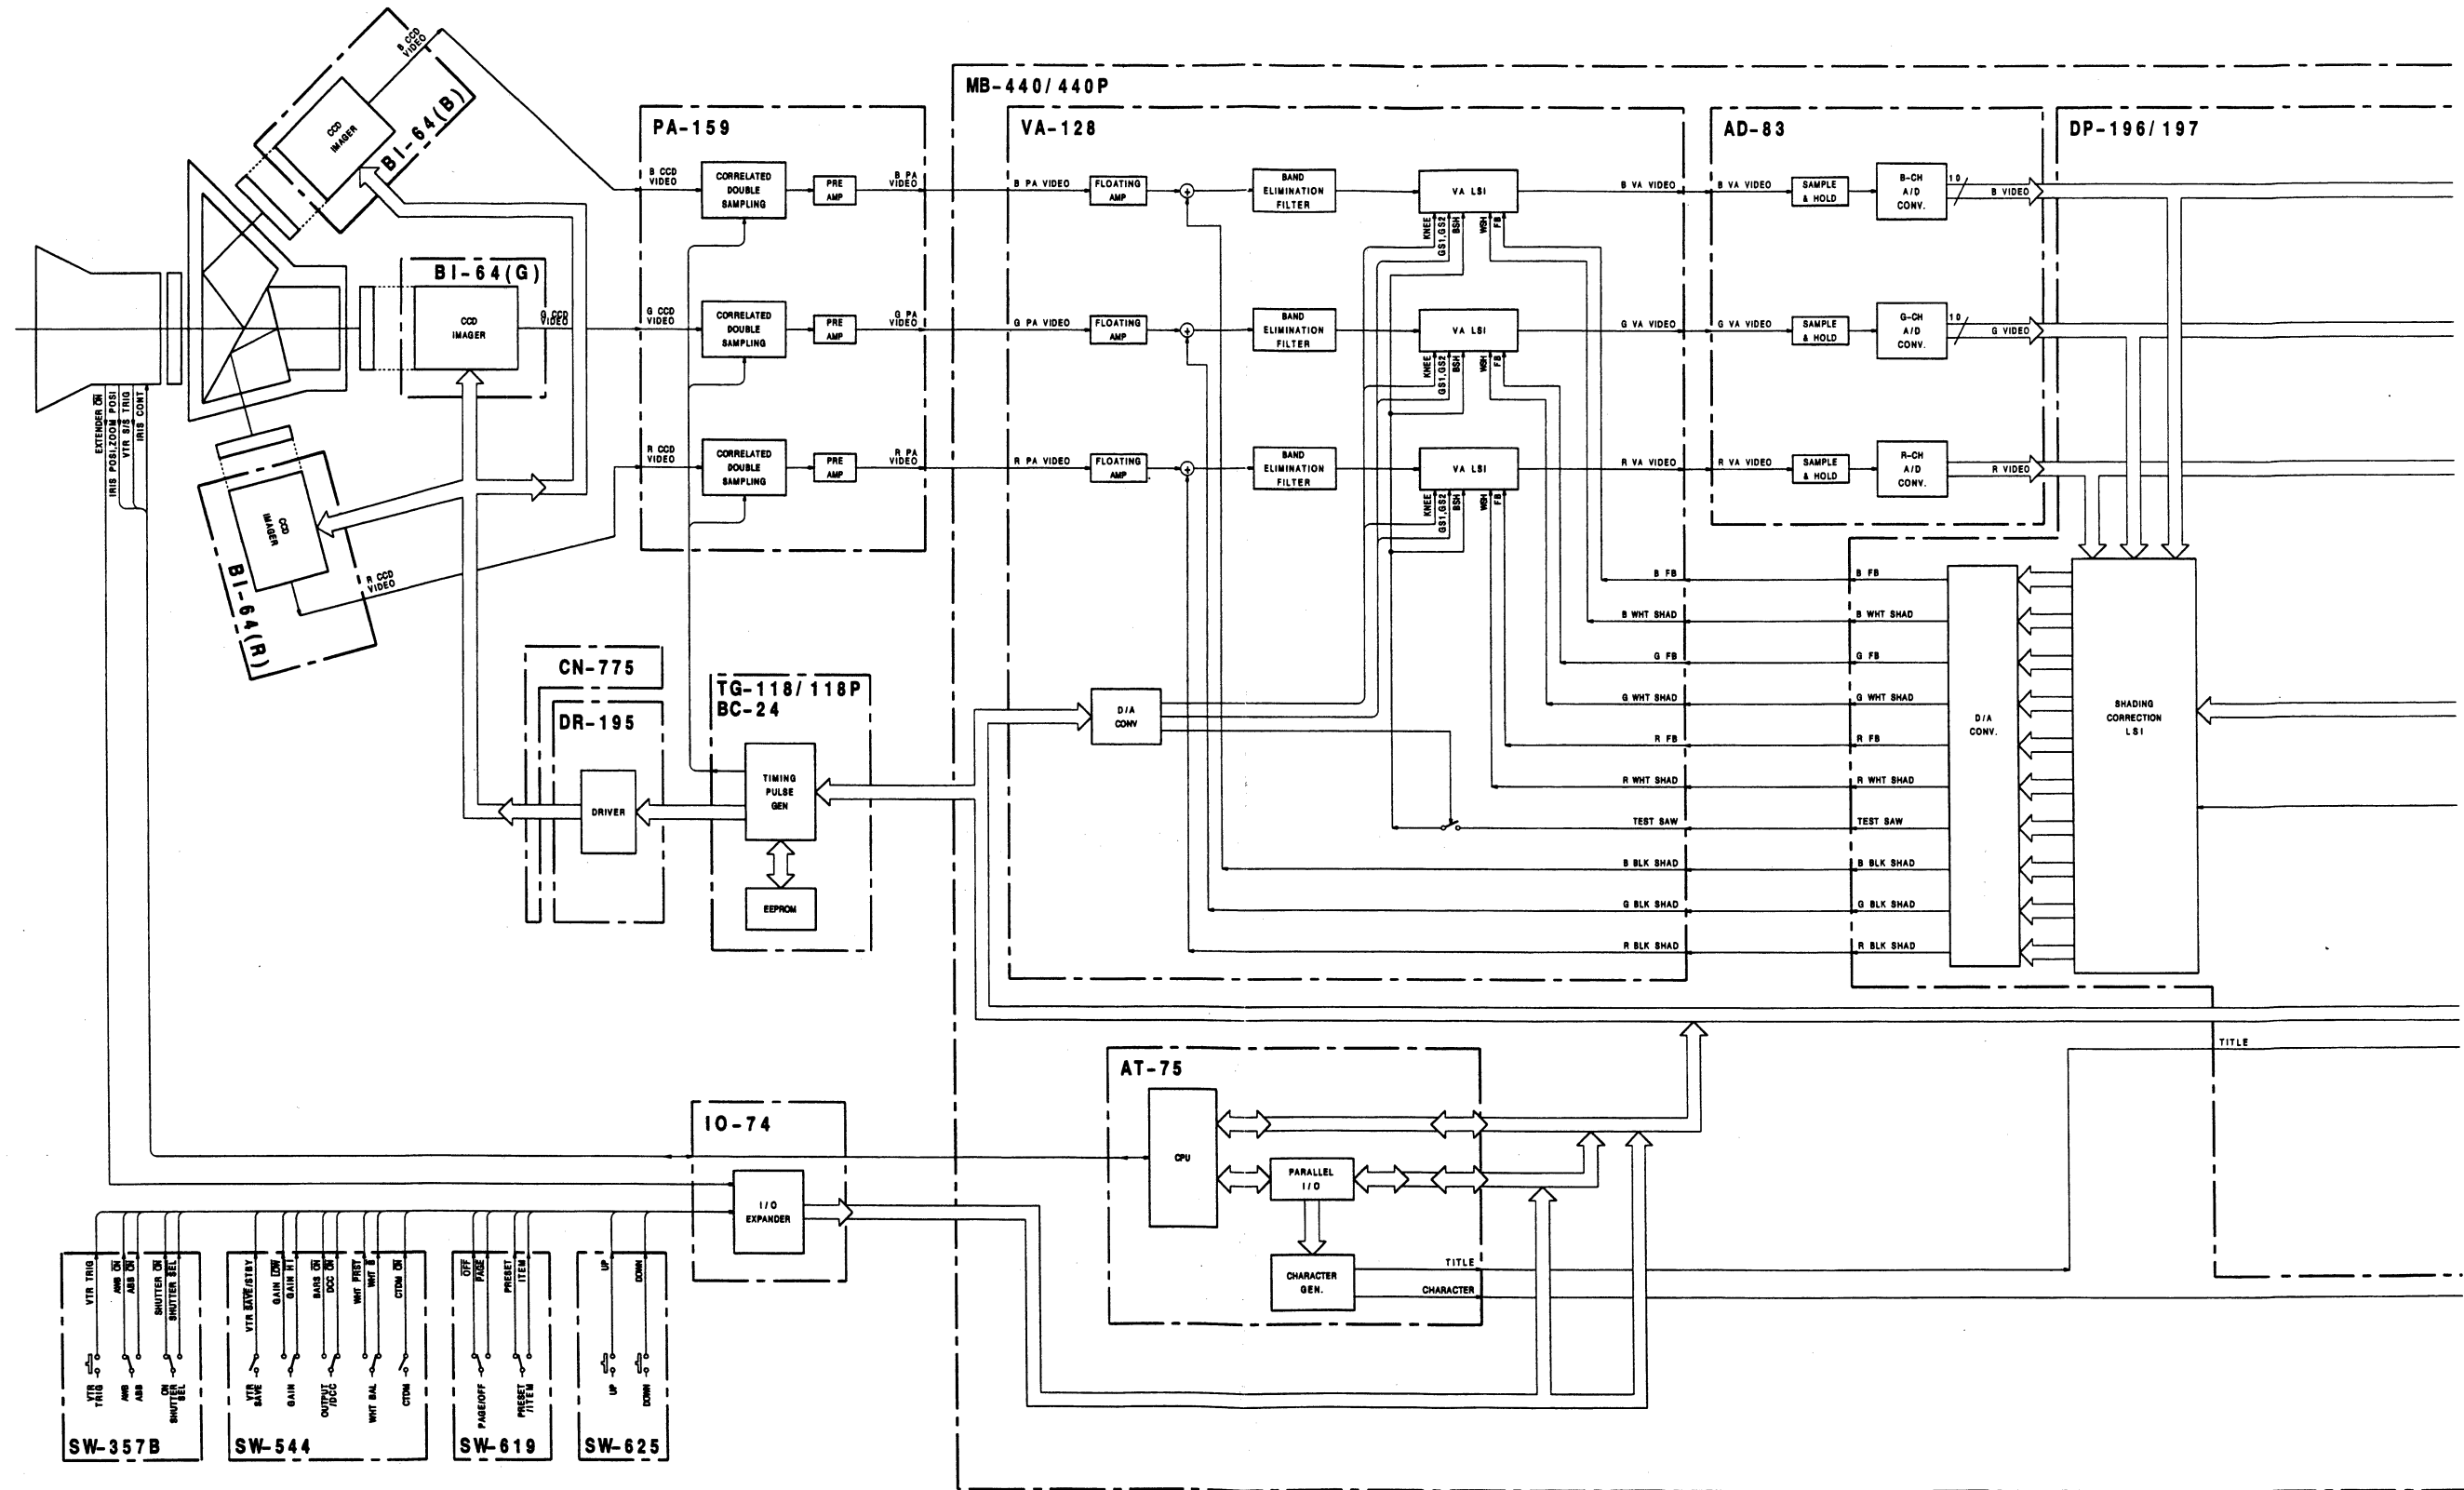 B CCD
VIDEO
CCD
IMAGER
BI-64(B)
BI-64(G)
CCD
IMAGER
G CCD
VIDEO
EXTENDER ON
IRIS POSI,ZOOM POSI
VTR S/S TRIG
IRIS CONT
CCD
IMAGER
BI-64(R)
R CCD
VIDEO
PA-159
B CCD
VIDEO
CORRELATED
DOUBLE
SAMPLING
PRE
AMP
B PA
VIDEO
G CCD
VIDEO
CORRELATED
DOUBLE
SAMPLING
PRE
AMP
G PA
VIDEO
R CCD
VIDEO
CORRELATED
DOUBLE
SAMPLING
PRE
AMP
R PA
VIDEO
CN-775
DR-195
DRIVER
TG-118/118P
BC-24
TIMING
PULSE
GEN
EEPROM
MB-440/440P
VA-128
B PA VIDEO
FLOATING
AMP
+
BAND
ELIMINATION
FILTER
VA LSI
B VA VIDEO
KNEE
GS1,GS2
BSH
WSH
FB
G PA VIDEO
FLOATING
AMP
+
BAND
ELIMINATION
FILTER
VA LSI
G VA VIDEO
KNEE
GS1,GS2
BSH
WSH
FB
R PA VIDEO
FLOATING
AMP
+
BAND
ELIMINATION
FILTER
VA LSI
R VA VIDEO
KNEE
GS1,GS2
BSH
WSH
FB
D/A
CONV
B FB
B WHT SHAD
G FB
G WHT SHAD
R FB
R WHT SHAD
TEST SAW
B BLK SHAD
G BLK SHAD
R BLK SHAD
AD-83
B VA VIDEO
SAMPLE
& HOLD
B-CH
A/D
CONV.
10
B VIDEO
G VA VIDEO
SAMPLE
& HOLD
G-CH
A/D
CONV.
10
G VIDEO
R VA VIDEO
SAMPLE
& HOLD
R-CH
A/D
CONV.
R VIDEO
DP-196/197
B FB
B WHT SHAD
G FB
G WHT SHAD
R FB
R WHT SHAD
TEST SAW
B BLK SHAD
G BLK SHAD
R BLK SHAD
D/A
CONV.
SHADING
CORRECTION
LSI
TITLE
AT-75
CPU
PARALLEL
I/O
CHARACTER
GEN.
TITLE
CHARACTER
IO-74
I/O
EXPANDER
VTR TRIG
AWB ON
ABB ON
SHUTTER ON
SHUTTER SEL
VTR
TRIG
AWB
ABB
ON
SHUTTER
SEL
SW-357B
VTR SAVE/STBY
GAIN LOW
GAIN HI
BARS ON
DCC ON
WHT PRST
WHT B
CTDM ON
VTR
SAVE
GAIN
OUTPUT
/DCC
WHT BAL
CTDM
SW-544
OFF
PAGE
PRESET
ITEM
PAGE/OFF
PRESET
/ITEM
SW-619
UP
DOWN
UP
DOWN
SW-625